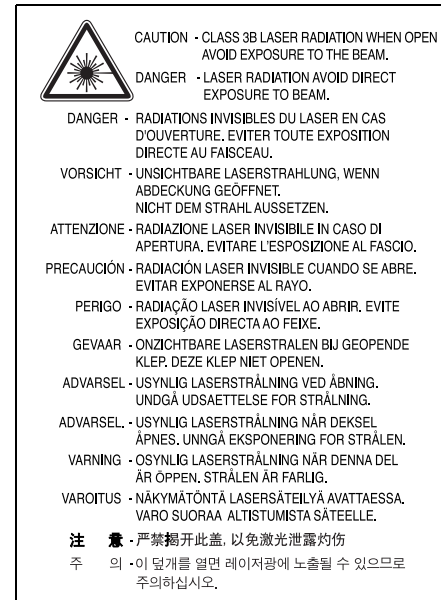 CAUTION - CLASS 3B LASER RADIATION WHEN OPEN
AVOID EXPOSURE TO THE BEAM.
DANGER - LASER RADIATION AVOID DIRECT
EXPOSURE TO BEAM.
DANGER - RADIATIONS INVISIBLES DU LASER EN CAS
D'OUVERTURE. EVITER TOUTE EXPOSITION
DIRECTE AU FAISCEAU.
VORSICHT - UNSICHTBARE LASERSTRAHLUNG, WENN
ABDECKUNG GEÖFFNET.
NICHT DEM STRAHL AUSSETZEN.
ATTENZIONE - RADIAZIONE LASER INVISIBILE IN CASO DI
APERTURA. EVITARE L'ESPOSIZIONE AL FASCIO.
PRECAUCIÓN - RADIACIÓN LASER INVISIBLE CUANDO SE ABRE.
EVITAR EXPONERSE AL RAYO.
PERIGO - RADIAÇÃO LASER INVISÍVEL AO ABRIR. EVITE
EXPOSIÇÃO DIRECTA AO FEIXE.
GEVAAR - ONZICHTBARE LASERSTRALEN BIJ GEOPENDE
KLEP. DEZE KLEP NIET OPENEN.
ADVARSEL - USYNLIG LASERSTRÅLNING VED ÅBNING.
UNDGÅ UDSAETTELSE FOR STRÅLNING.
ADVARSEL. - USYNLIG LASERSTRÅLNING NÅR DEKSEL
ÅPNES. UNNGÅ EKSPONERING FOR STRÅLEN.
VARNING - OSYNLIG LASERSTRÅLNING NÄR DENNA DEL
ÄR ÖPPEN. STRÅLEN ÄR FARLIG.
VAROITUS - NÄKYMÄTÖNTÄ LASERSÄTEILYÄ AVATTAESSA.
VARO SUORAA ALTISTUMISTA SÄTEELLE.
注 意 - 严禁揭开此盖, 以免激光泄露灼伤
주 의 - 이 덮개를 열면 레이저광에 노출될 수 있으므로
주의하십시오.